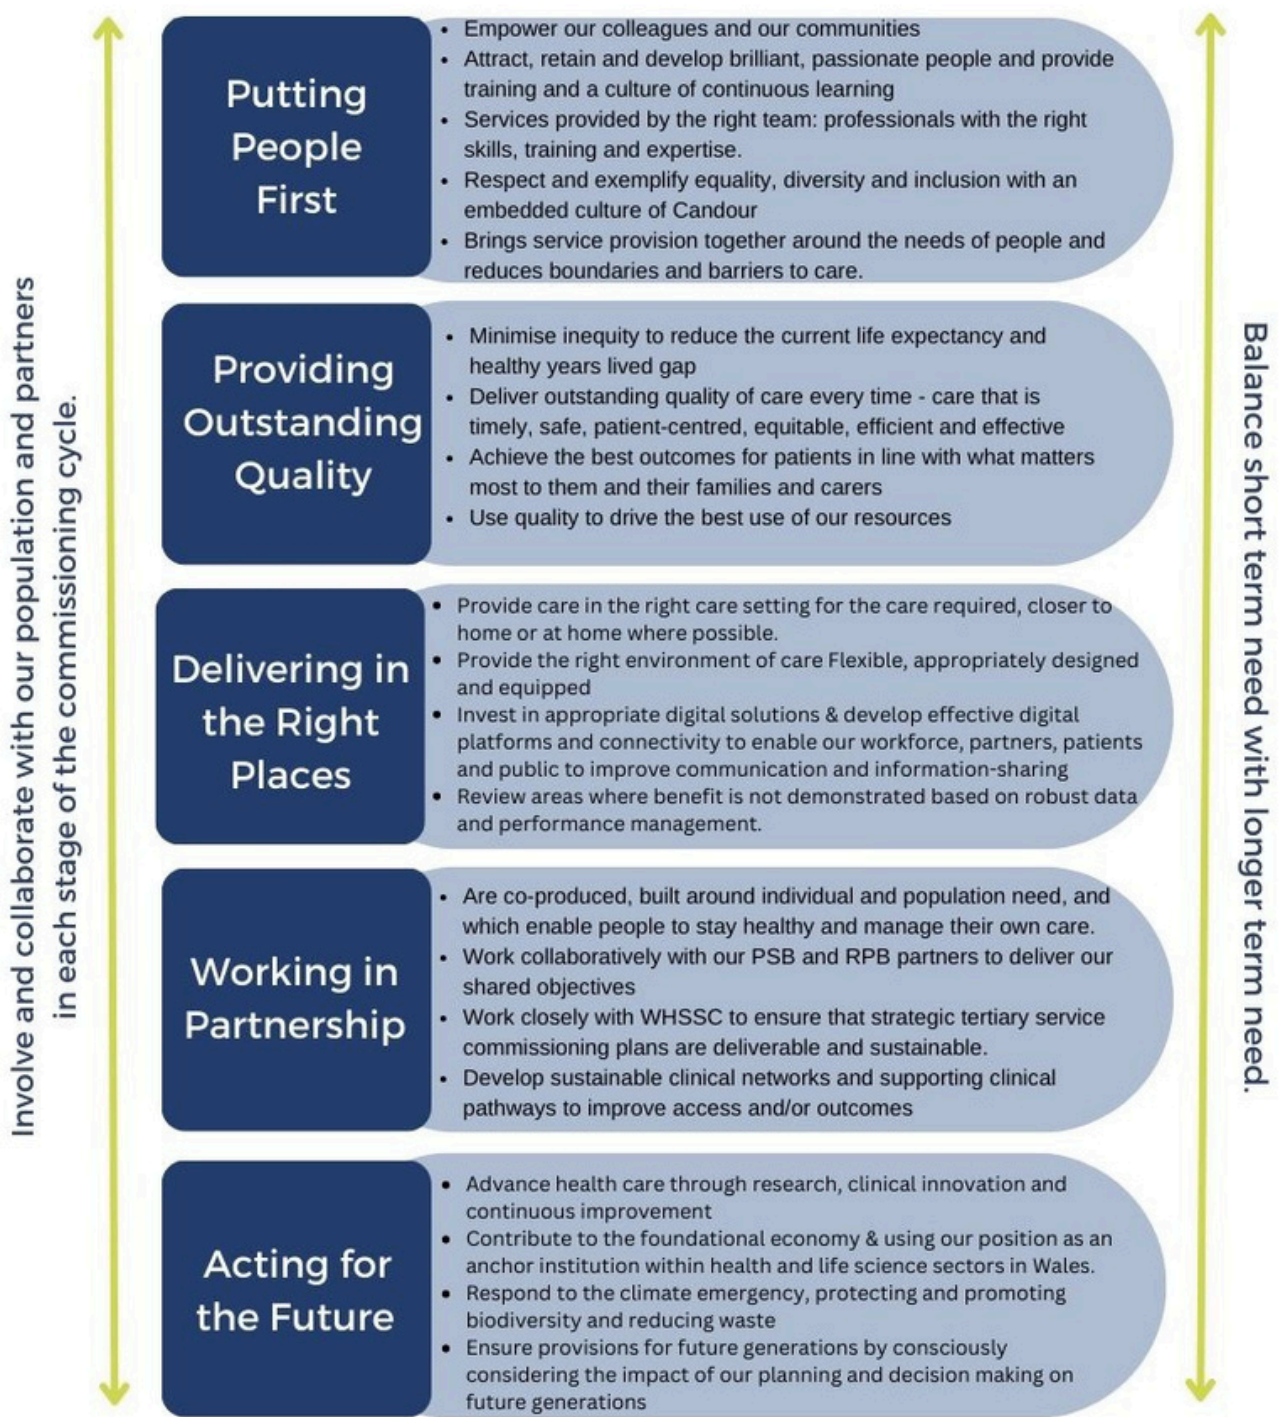 Involve and collaborate with our population and partners
in each stage of the commissioning cycle.
Putting
People
First
• Empower our colleagues and our communities
• Attract, retain and develop brilliant, passionate people and provide
training and a culture of continuous learning
• Services provided by the right team: professionals with the right
skills, training and expertise.
• Respect and exemplify equality, diversity and inclusion with an
embedded culture of Candour
• Brings service provision together around the needs of people and
reduces boundaries and barriers to care.
Providing
Outstanding
Quality
• Minimise inequity to reduce the current life expectancy and
healthy years lived gap
• Deliver outstanding quality of care every time - care that is
timely, safe, patient-centred, equitable, efficient and effective
• Achieve the best outcomes for patients in line with what matters
most to them and their families and carers
• Use quality to drive the best use of our resources
Delivering in
the Right
Places
• Provide care in the right care setting for the care required, closer to
home or at home where possible.
• Provide the right environment of care Flexible, appropriately designed
and equipped
• Invest in appropriate digital solutions & develop effective digital
platforms and connectivity to enable our workforce, partners, patients
and public to improve communication and information-sharing
• Review areas where benefit is not demonstrated based on robust data
and performance management.
Working in
Partnership
• Are co-produced, built around individual and population need, and
which enable people to stay healthy and manage their own care.
• Work collaboratively with our PSB and RPB partners to deliver our
shared objectives
• Work closely with WHSSC to ensure that strategic tertiary service
commissioning plans are deliverable and sustainable.
• Develop sustainable clinical networks and supporting clinical
pathways to improve access and/or outcomes
Acting for
the Future
• Advance health care through research, clinical innovation and
continuous improvement
• Contribute to the foundational economy & using our position as an
anchor institution within health and life science sectors in Wales.
• Respond to the climate emergency, protecting and promoting
biodiversity and reducing waste
• Ensure provisions for future generations by consciously
considering the impact of our planning and decision making on
future generations
Balance short term need with longer term need.